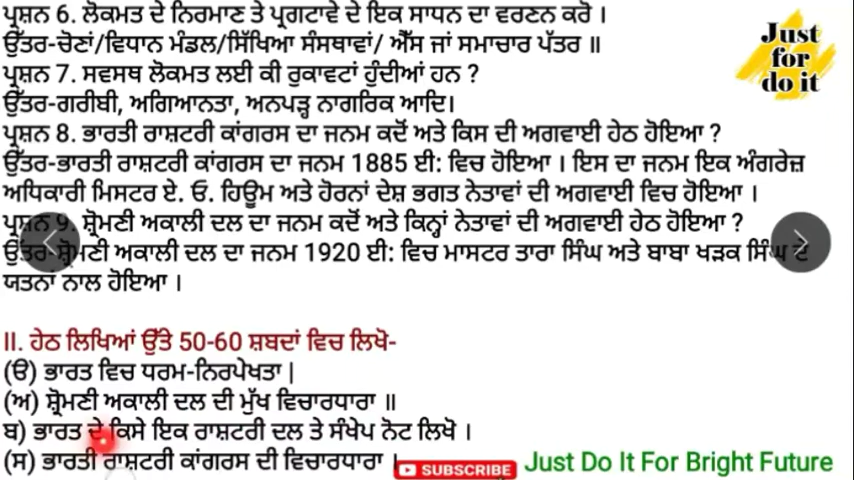 ਪ੍ਰਸ਼ਨ 6. ਲੋਕਮਤ ਦੇ ਨਿਰਮਾਣ ਤੇ ਪ੍ਰਗਟਾਵੇ ਦੇ ਇਕ ਸਾਧਨ ਦਾ ਵਰਣਨ ਕਰੋ ।
ਉੱਤਰ-ਚੋਣਾਂ/ਵਿਧਾਨ ਮੰਡਲ/ਸਿੱਖਿਆ ਸੰਸਥਾਵਾਂ/ ਐੱਸ ਜਾਂ ਸਮਾਚਾਰ ਪੱਤਰ ॥
ਪ੍ਰਸ਼ਨ 7. ਸਵਸਥ ਲੋਕਮਤ ਲਈ ਕੀ ਰੁਕਾਵਟਾਂ ਹੁੰਦੀਆਂ ਹਨ ?
ਉੱਤਰ-ਗਰੀਬੀ, ਅਗਿਆਨਤਾ, ਅਨਪੜ੍ਹ ਨਾਗਰਿਕ ਆਦਿ।
ਪ੍ਰਸ਼ਨ 8. ਭਾਰਤੀ ਰਾਸ਼ਟਰੀ ਕਾਂਗਰਸ ਦਾ ਜਨਮ ਕਦੋਂ ਅਤੇ ਕਿਸ ਦੀ ਅਗਵਾਈ ਹੇਠ ਹੋਇਆ ?
ਉੱਤਰ-ਭਾਰਤੀ ਰਾਸ਼ਟਰੀ ਕਾਂਗਰਸ ਦਾ ਜਨਮ 1885 ਈ: ਵਿਚ ਹੋਇਆ । ਇਸ ਦਾ ਜਨਮ ਇਕ ਅੰਗਰੇਜ਼
ਅਧਿਕਾਰੀ ਮਿਸਟਰ ਏ. ਓ. ਹਿਊਮ ਅਤੇ ਹੋਰਨਾਂ ਦੇਸ਼ ਭਗਤ ਨੇਤਾਵਾਂ ਦੀ ਅਗਵਾਈ ਵਿਚ ਹੋਇਆ ।
ਪ੍ਰਸ਼ਨ 9. ਸ਼੍ਰੋਮਣੀ ਅਕਾਲੀ ਦਲ ਦਾ ਜਨਮ ਕਦੋਂ ਅਤੇ ਕਿਨ੍ਹਾਂ ਨੇਤਾਵਾਂ ਦੀ ਅਗਵਾਈ ਹੇਠ ਹੋਇਆ ?
ਉੱਤਰ-ਸ਼੍ਰੋਮਣੀ ਅਕਾਲੀ ਦਲ ਦਾ ਜਨਮ 1920 ਈ: ਵਿਚ ਮਾਸਟਰ ਤਾਰਾ ਸਿੰਘ ਅਤੇ ਬਾਬਾ ਖੜਕ ਸਿੰਘ ਦੇ
ਯਤਨਾਂ ਨਾਲ ਹੋਇਆ ।
II. ਹੇਠ ਲਿਖਿਆਂ ਉੱਤੇ 50-60 ਸ਼ਬਦਾਂ ਵਿਚ ਲਿਖੋ-
(ੳ) ਭਾਰਤ ਵਿਚ ਧਰਮ-ਨਿਰਪੇਖਤਾ |
(ਅ) ਸ਼੍ਰੋਮਣੀ ਅਕਾਲੀ ਦਲ ਦੀ ਮੁੱਖ ਵਿਚਾਰਧਾਰਾ ॥
ਬ) ਭਾਰਤ ਦੇ ਕਿਸੇ ਇਕ ਰਾਸ਼ਟਰੀ ਦਲ ਤੇ ਸੰਖੇਪ ਨੋਟ ਲਿਖੋ ।
(ਸ) ਭਾਰਤੀ ਰਾਸ਼ਟਰੀ ਕਾਂਗਰਸ ਦੀ ਵਿਚਾਰਧਾਰਾ ।
Just
for
do it
SUBSCRIBE
Just Do It For Bright Future